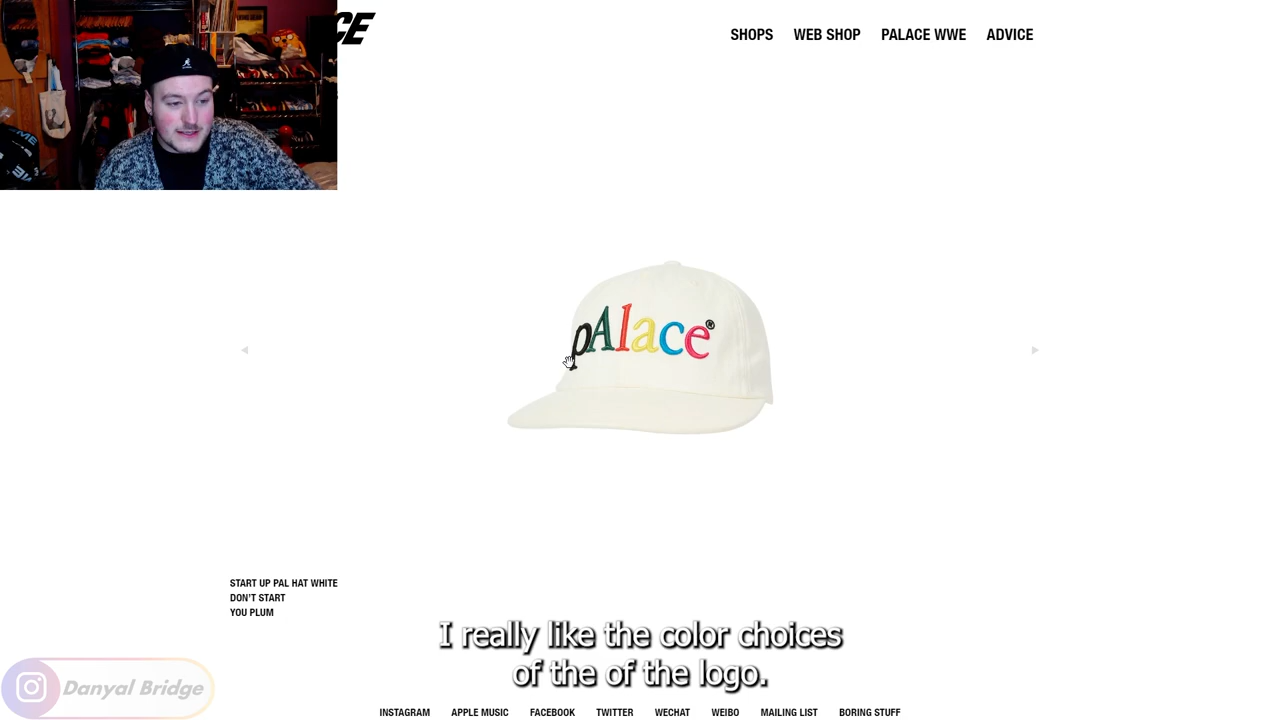 CE
SHOPS WEB SHOP PALACE WWE ADVICE
pAlace®
START UP PAL HAT WHITE
DON'T START
YOU PLUM
I really like the color choices
of the of the logo.
Danyal Bridge
INSTAGRAM APPLE MUSIC FACEBOOK TWITTER WECHAT WEIBO MAILING LIST BORING STUFF